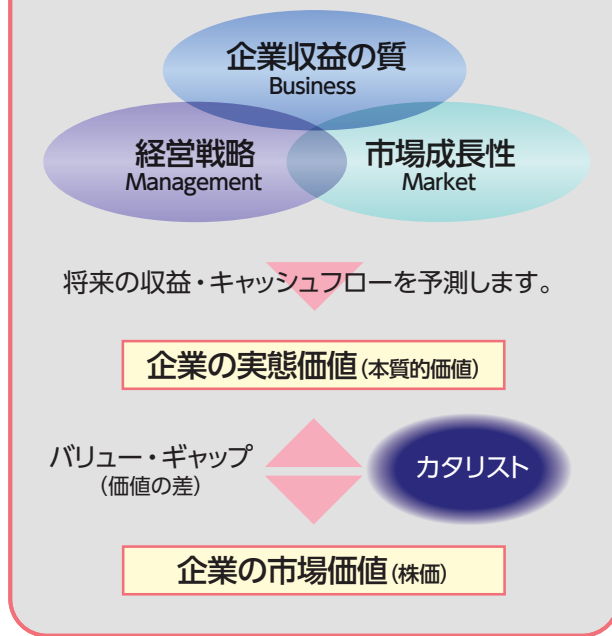 企業収益の質
Business
経営戦略
Management
市場成長性
Market
将来の収益・キャッシュフローを予測します。
企業の実態価値(本質的価値)
バリュー・ギャップ
(価値の差)
カタリスト
企業の市場価値(株価)